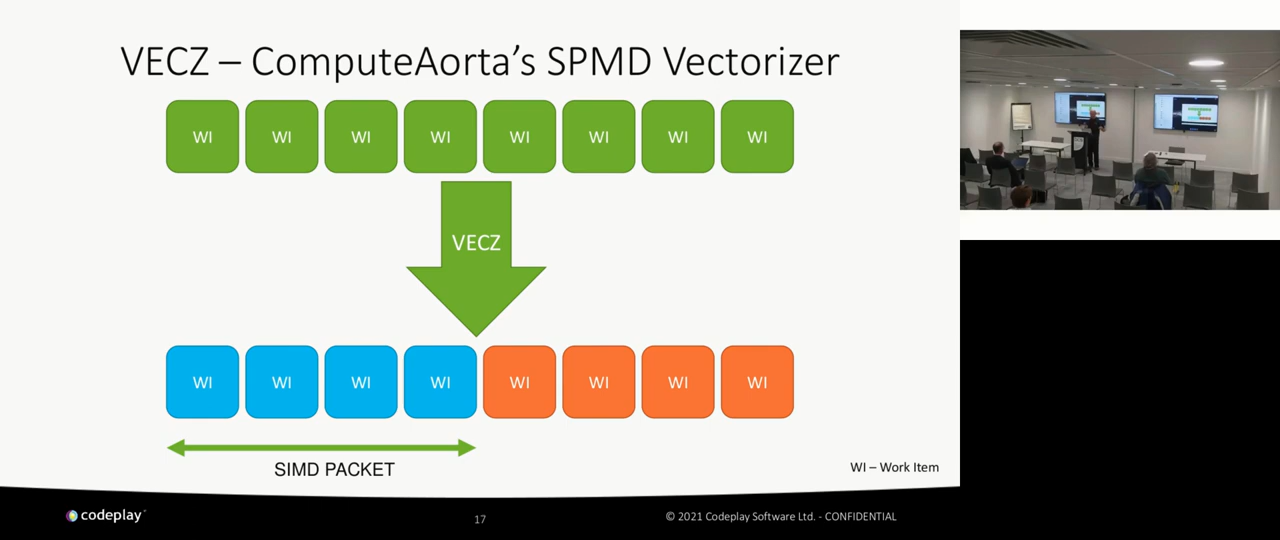 VECZ – ComputeAorta's SPMD Vectorizer
WI WI WI WI WI WI WI WI
VECZ
WI WI WI WI WI WI WI WI
SIMD PACKET
WI – Work Item
codeplay
17
© 2021 Codeplay Software Ltd. - CONFIDENTIAL